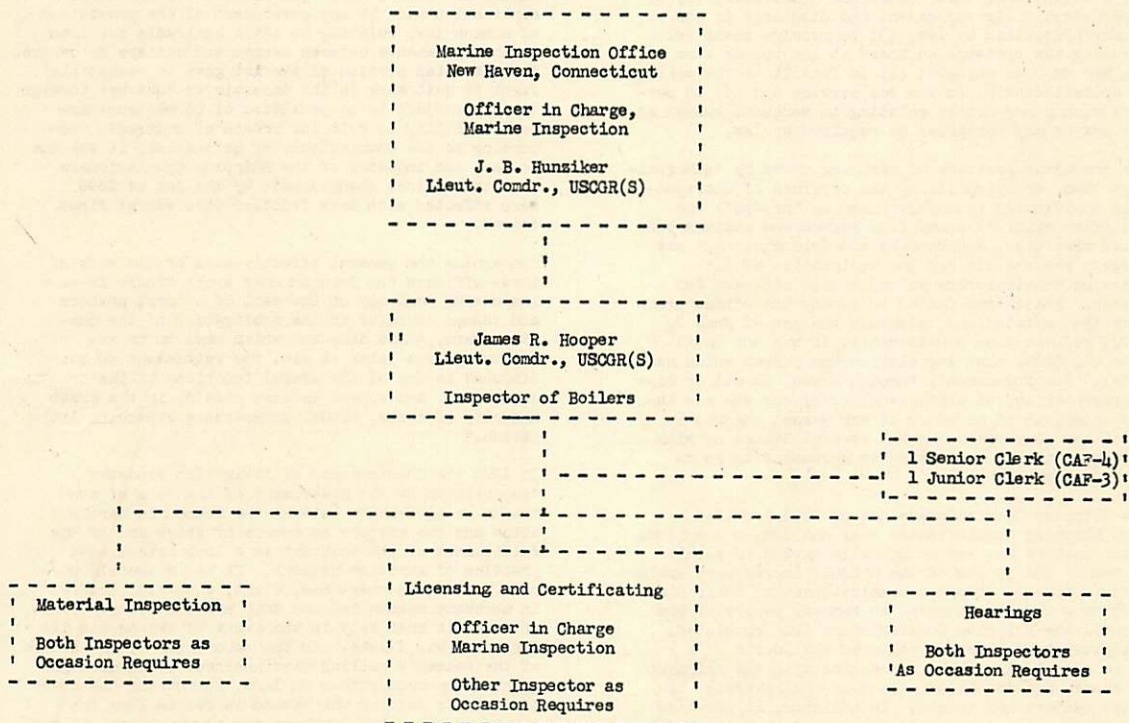 Marine Inspection Office
New Haven, Connecticut
Officer in Charge,
Marine Inspection
J. B. Hunziker
Lieut. Comdr., USCGR(S)
James R. Hooper
Lieut. Comdr., USCGR(S)
Inspector of Boilers
1 Senior Clerk (CAF-4)
1 Junior Clerk (CAF-3)
Material Inspection
Both Inspectors as
Occasion Requires
Licensing and Certificating
Officer in Charge
Marine Inspection
Other Inspector as
Occasion Requires
Hearings
Both Inspectors
As Occasion Requires